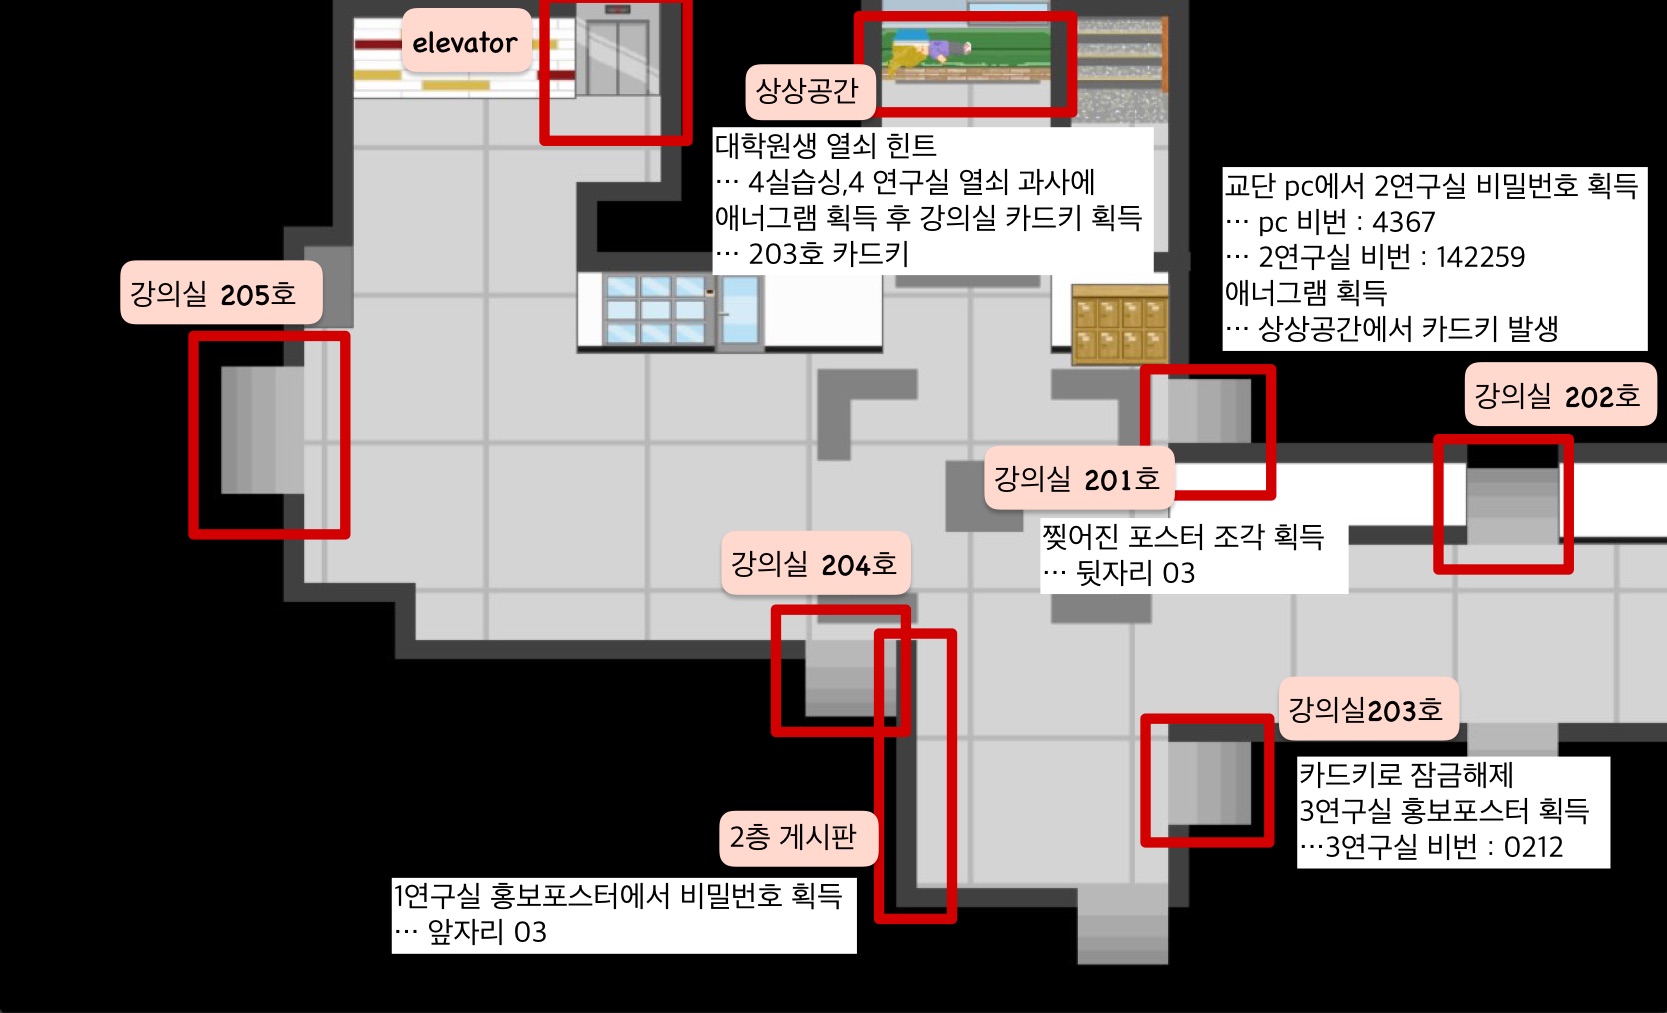 elevator
상상공간
대학원생 열쇠 힌트
… 4실습싱,4 연구실 열쇠 과사에
애너그램 획득 후 강의실 카드키 획득
… 203호 카드키
교단 pc에서 2연구실 비밀번호 획득
… pc 비번 : 4367
… 2연구실 비번 : 142259
애너그램 획득
… 상상공간에서 카드키 발생
강의실 205호
강의실 202호
강의실 201호
찢어진 포스터 조각 획득
… 뒷자리 03
강의실 204호
강의실203호
카드키로 잠금해제
3연구실 홍보포스터 획득
…3연구실 비번 : 0212
2층 게시판
1연구실 홍보포스터에서 비밀번호 획득
… 앞자리 03